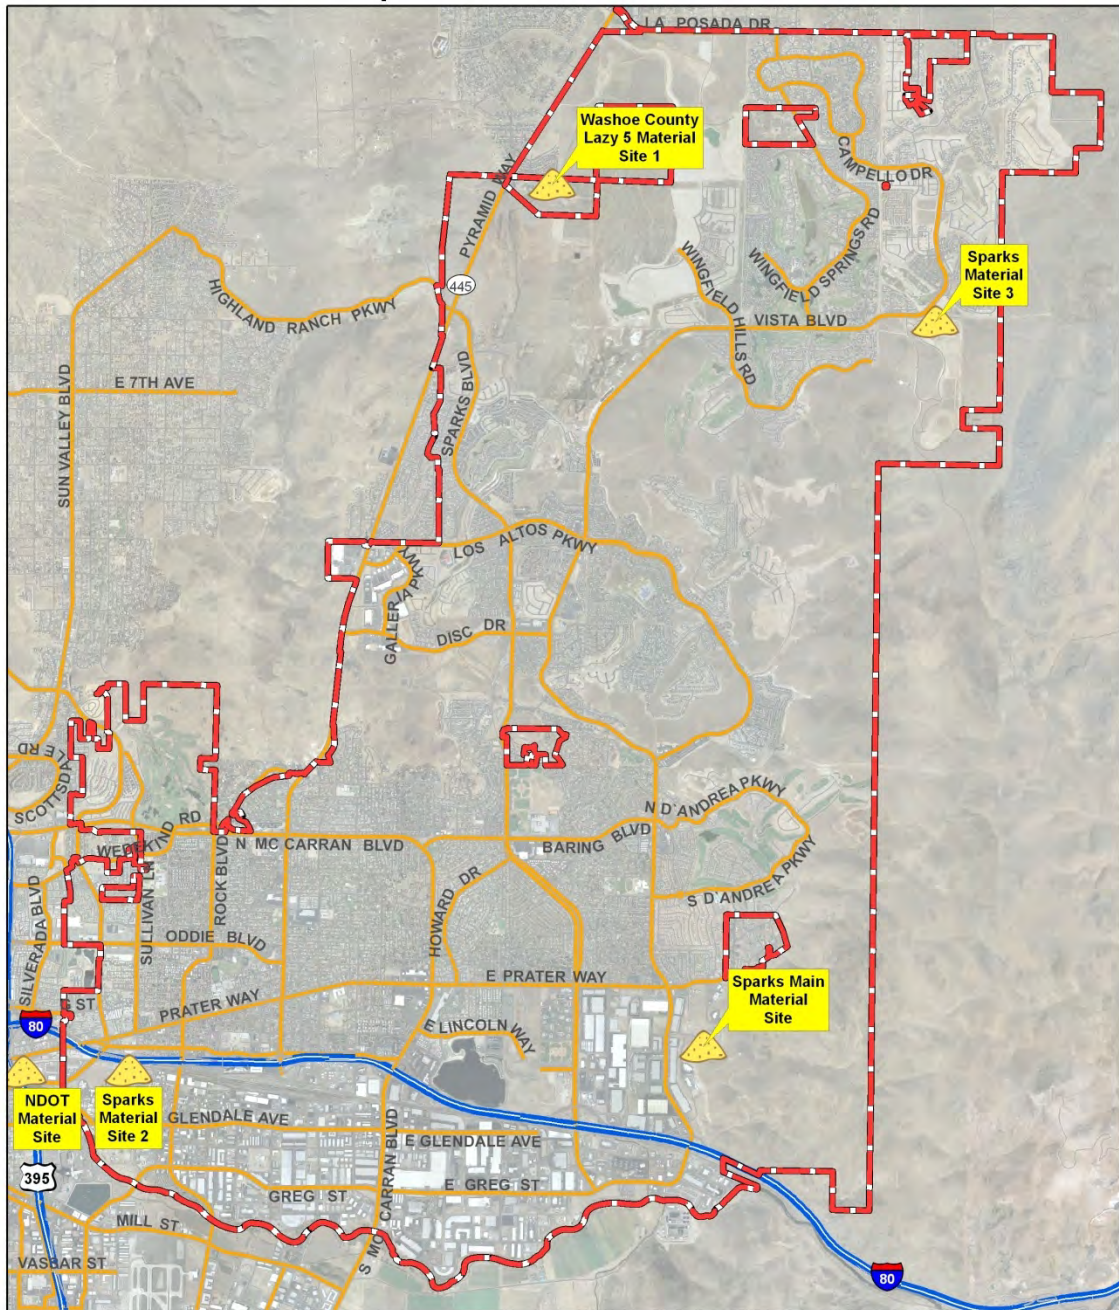 LA POSADA DR
Washoe County
Lazy 5 Material
Site 1
CAMPELLO DR
PYRAMID WAY
WINGFIELD SPRINGS RD
WINGFIELD HILLS RD
Sparks
Material
Site 3
445
HIGHLAND RANCH PKWY
VISTA BLVD
E 7TH AVE
SUN VALLEY BLVD
SPARKS BLVD
LOS ALTOS PKWY
GALLERIA PKWY
DISC DR
SCOTTSDALE RD
N D'ANDREA PKWY
WEDEKIND RD
N MC CARRAN BLVD
BARING BLVD
ROCK BLVD
S D'ANDREA PKWY
SULLIVAN LN
HOWARD DR
SILVERADA BLVD
ODDIE BLVD
E PRATER WAY
PRATER WAY
Sparks Main
Material
Site
80
E LINCOLN WAY
NDOT
Material
Site
Sparks
Material
Site 2
GLENDALE AVE
E GLENDALE AVE
395
GREG ST
E GREG ST
S MC CARRAN BLVD
MILL ST
VASSAR ST
80